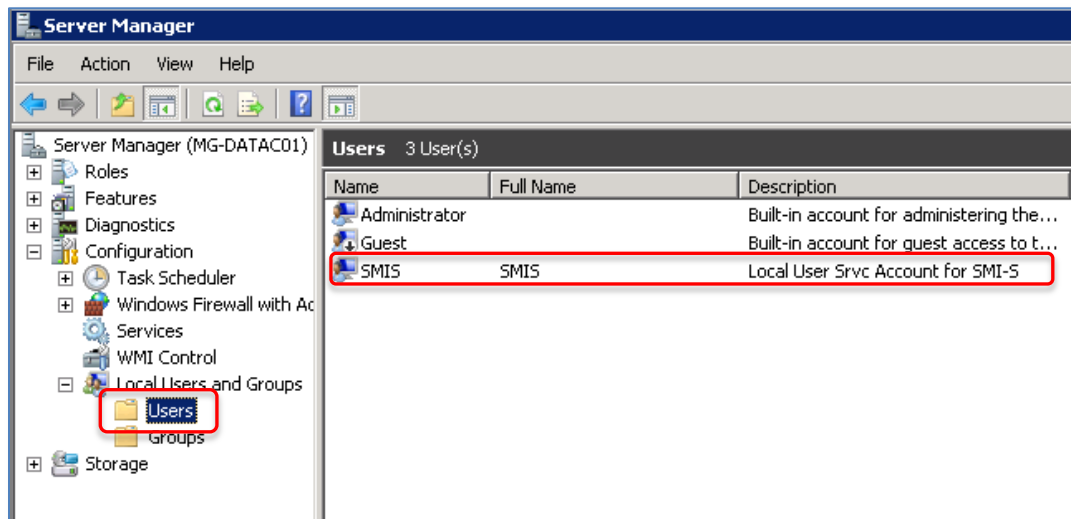 Server Manager
File Action View Help
Server Manager (MG-DATAC01)
Roles
Features
Diagnostics
Configuration
Task Scheduler
Windows Firewall with Ac
Services
WMI Control
Local Users and Groups
Users
Groups
Storage
Users 3 User(s)
Name Full Name Description
Administrator Built-in account for administering the...
Guest Built-in account for guest access to t...
SMIS SMIS Local User Srvc Account for SMI-S